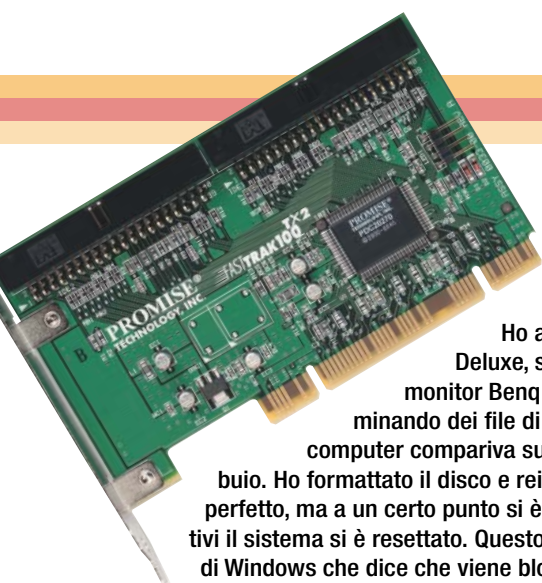 PROMISE
TECHNOLOGY, INC
FASTTRAK100 TX2
PROMISE®
PDC20270
B
Ho a
Deluxe, s
monitor Benq
minando dei file di
computer compariva su
buio. Ho formattato il disco e rei
perfetto, ma a un certo punto si è
tivi il sistema si è resettato. Questo
di Windows che dice che viene blo